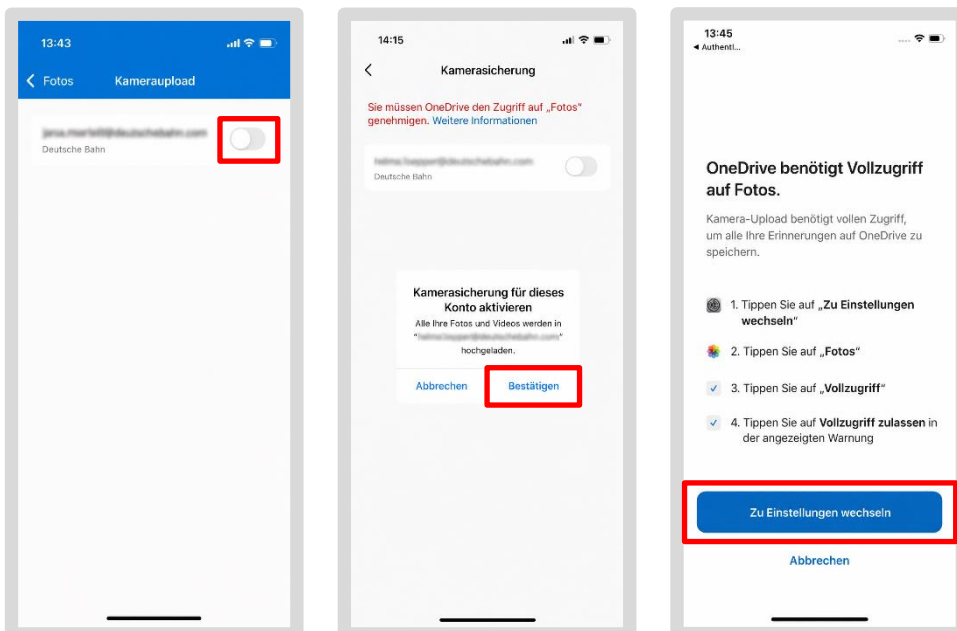 13:43
Fotos
Kameraupload
Deutsche Bahn
14:15
Kamerasicherung
Sie müssen OneDrive den Zugriff auf „Fotos“
genehmigen. Weitere Informationen
Deutsche Bahn
Kamerasicherung für dieses
Konto aktivieren
Alle Ihre Fotos und Videos werden in
hochgeladen.
Abbrechen
Bestätigen
13:45
Authenti...
OneDrive benötigt Vollzugriff
auf Fotos.
Kamera-Upload benötigt vollen Zugriff,
um alle Ihre Erinnerungen auf OneDrive zu
speichern.
1. Tippen Sie auf „Zu Einstellungen
wechseln“
2. Tippen Sie auf „Fotos“
3. Tippen Sie auf „Vollzugriff“
4. Tippen Sie auf Vollzugriff zulassen in
der angezeigten Warnung
Zu Einstellungen wechseln
Abbrechen